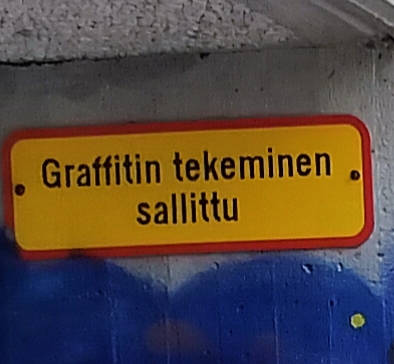 Graffitin tekeminen
sallittu